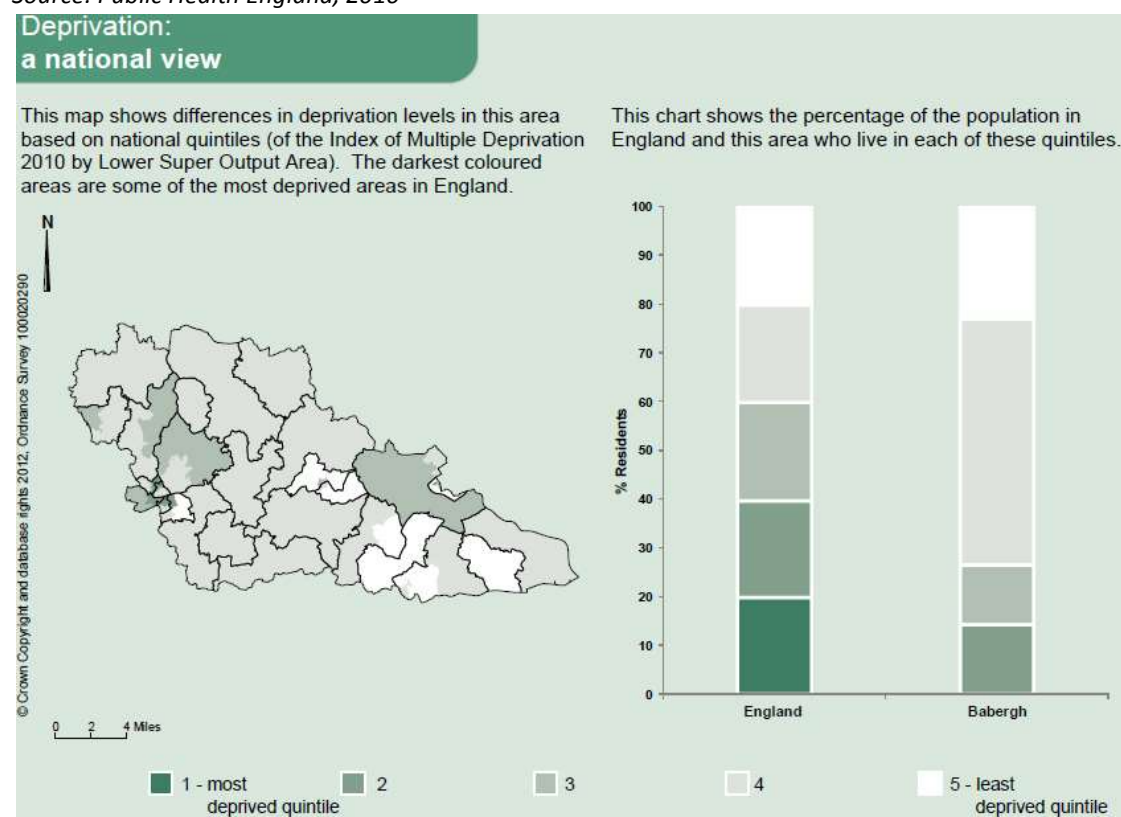 Source: Public Health England, 2010
Deprivation:
a national view
This map shows differences in deprivation levels in this area
based on national quintiles (of the Index of Multiple Deprivation
2010 by Lower Super Output Area). The darkest coloured
areas are some of the most deprived areas in England.
This chart shows the percentage of the population in
England and this area who live in each of these quintiles.
N
© Crown Copyright and database rights 2012, Ordnance Survey 100020290
0 2 4 Miles
% Residents
100
90
80
70
60
50
40
30
20
10
0
England Babergh
1 - most
deprived quintile
2
3
4
5 - least
deprived quintile